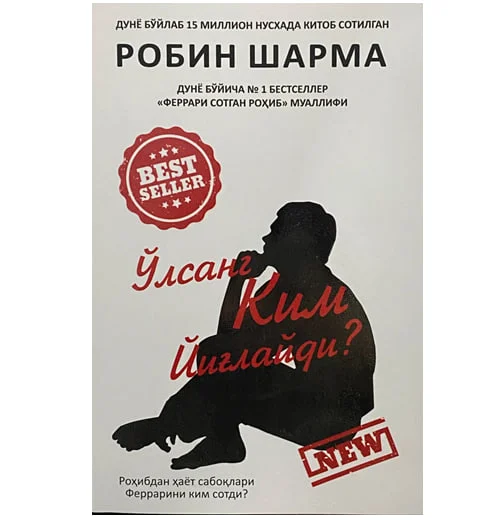 ДУНЁ БЎЙЛАБ 15 МИЛЛИОН НУСХАДА КИТОБ СОТИЛГАН
РОБИН ШАРМА
ДУНЁ БЎЙИЧА № 1 БЕСТСЕЛЛЕР
«ФЕРРАРИ СОТГАН РОҲИБ» МУАЛЛИФИ
BEST
SELLER
Ўлсанг
Ким
Йиғлайди?
NEW
Роҳибдан ҳаёт сабоқлари
Феррарини ким сотди?